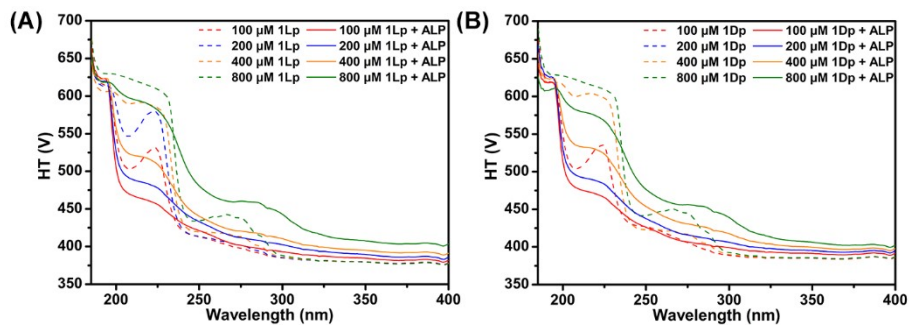 (A)
700
650
600
550
500
450
400
350
HT (V)
100 µM 1Lp 100 µM 1Lp + ALP
200 µM 1Lp 200 µM 1Lp + ALP
400 µM 1Lp 400 µM 1Lp + ALP
800 µM 1Lp 800 µM 1Lp + ALP
200 250 300 350 400
Wavelength (nm)
(B)
700
650
600
550
500
450
400
350
HT (V)
100 µM 1Dp 100 µM 1Dp + ALP
200 µM 1Dp 200 µM 1Dp + ALP
400 µM 1Dp 400 µM 1Dp + ALP
800 µM 1Dp 800 µM 1Dp + ALP
200 250 300 350 400
Wavelength (nm)